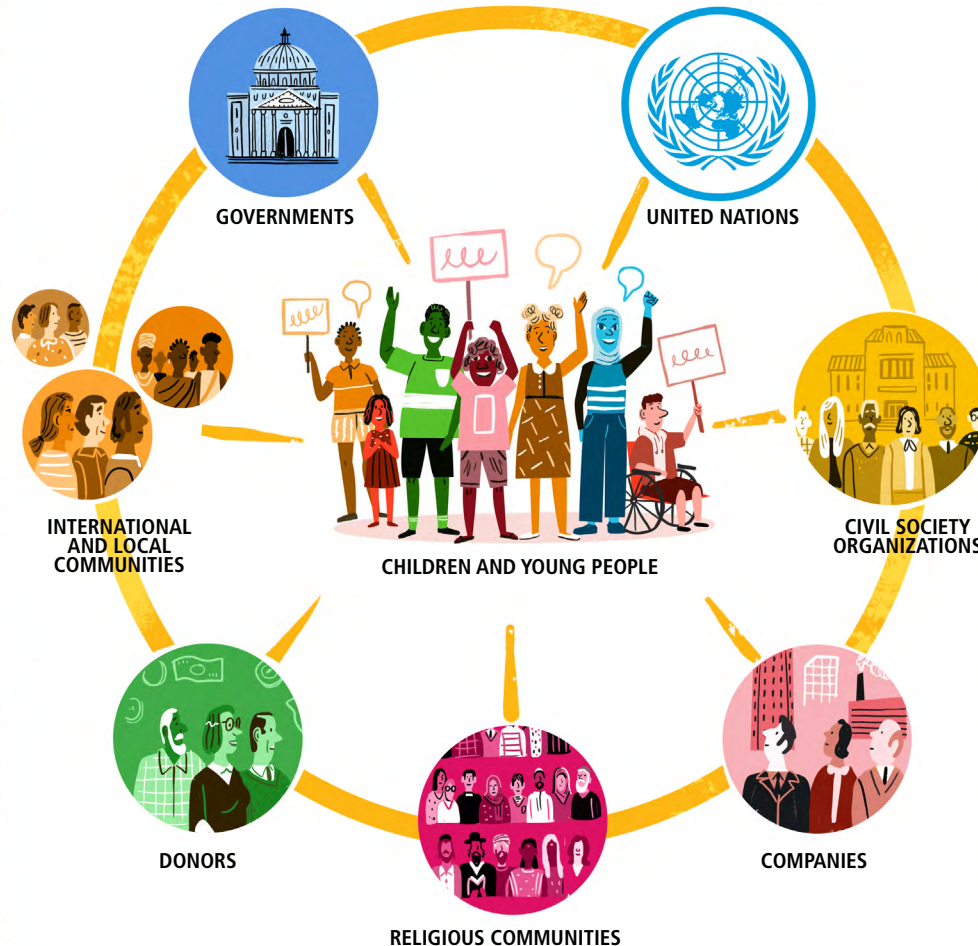 GOVERNMENTS
UNITED NATIONS
INTERNATIONAL
AND LOCAL
COMMUNITIES
CHILDREN AND YOUNG PEOPLE
CIVIL SOCIETY
ORGANIZATIONS
DONORS
COMPANIES
RELIGIOUS COMMUNITIES